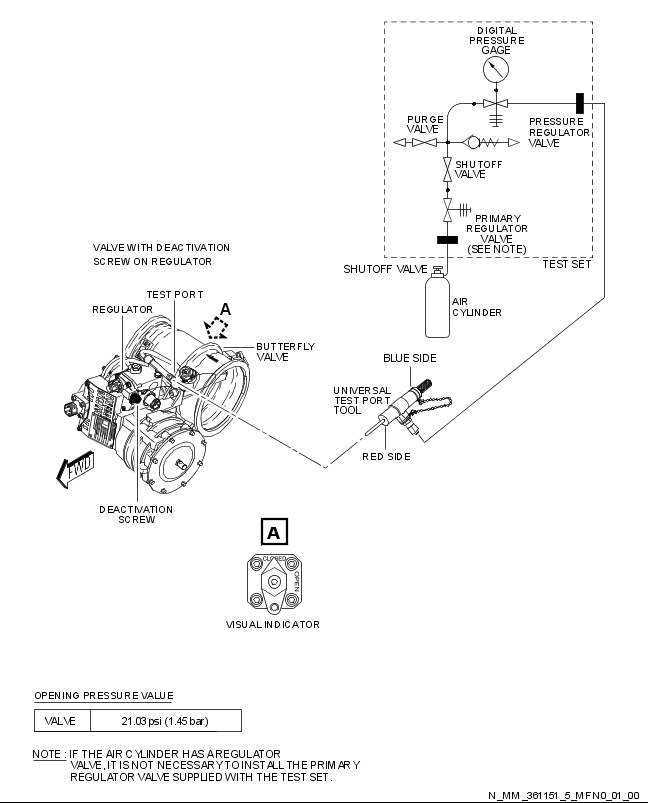 DIGITAL
PRESSURE
GAGE
PURGE
VALVE
PRESSURE
REGULATOR
VALVE
SHUTOFF
VALVE
PRIMARY
REGULATOR
VALVE
(SEE NOTE)
TEST SET
SHUTOFF VALVE
AIR
CYLINDER
VALVE WITH DEACTIVATION
SCREW ON REGULATOR
TEST PORT
REGULATOR
A
BUTTERFLY
VALVE
BLUE SIDE
UNIVERSAL
TEST PORT
TOOL
RED SIDE
FWD
DEACTIVATION
SCREW
A
CLOSED
OPEN
VISUAL INDICATOR
OPENING PRESSURE VALUE
VALVE 21.03 psi (1.45 bar)
NOTE : IF THE AIR CYLINDER HAS A REGULATOR
VALVE, IT IS NOT NECESSARY TO INSTALL THE PRIMARY
REGULATOR VALVE SUPPLIED WITH THE TEST SET.
N_MM_361151_5_MFN0_01_00